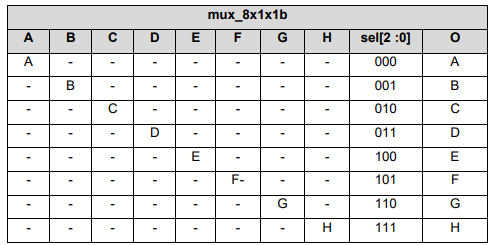 mux_8x1x1b
A B C D E F G H sel[2 :0] O
A - - - - - - - 000 A
- B - - - - - - 001 B
- - C - - - - - 010 C
- - - D - - - - 011 D
- - - - E - - - 100 E
- - - - - F- - - 101 F
- - - - - - G - 110 G
- - - - - - - H 111 H